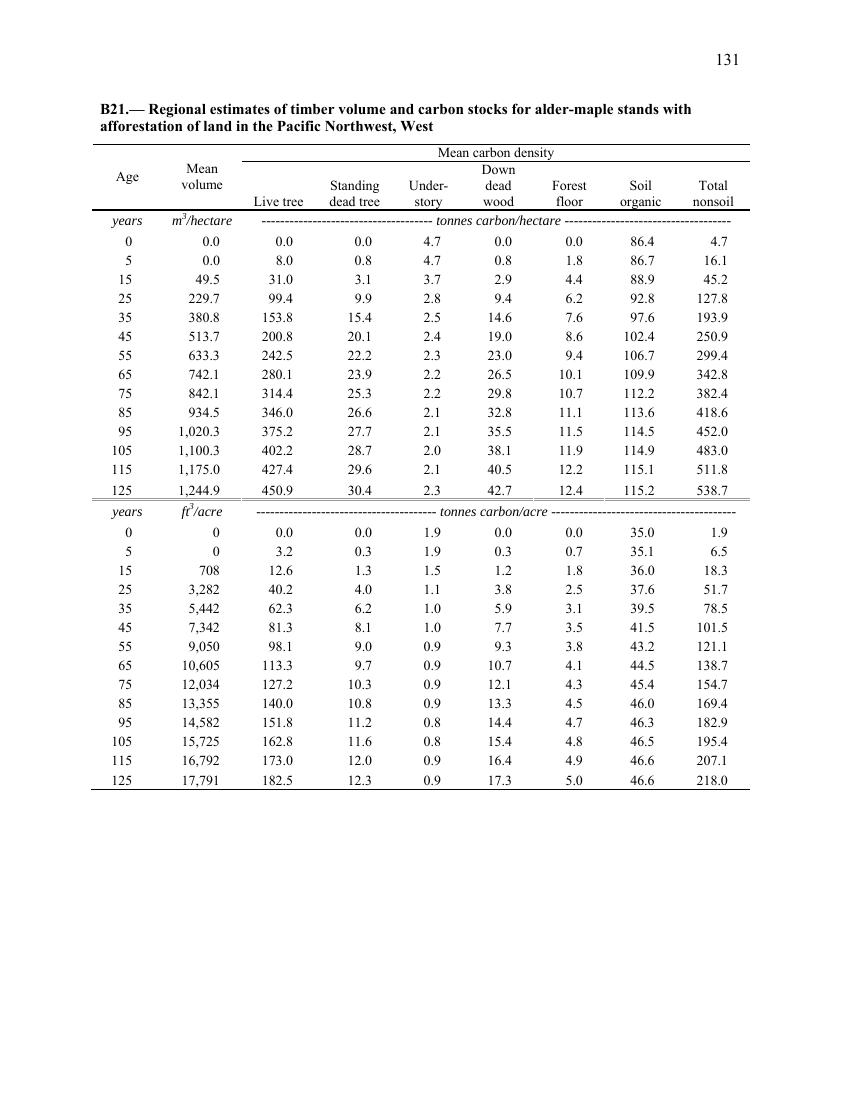 131
B21.— Regional estimates of timber volume and carbon stocks for alder-maple stands with
afforestation of land in the Pacific Northwest, West
Mean carbon density
Age Mean volume Live tree Standing dead tree Under-story Down dead wood Forest floor Soil organic Total nonsoil
years m³/hectare ------------------------------------- tonnes carbon/hectare ------------------------------------
0 0.0 0.0 0.0 4.7 0.0 0.0 86.4 4.7
5 0.0 8.0 0.8 4.7 0.8 1.8 86.7 16.1
15 49.5 31.0 3.1 3.7 2.9 4.4 88.9 45.2
25 229.7 99.4 9.9 2.8 9.4 6.2 92.8 127.8
35 380.8 153.8 15.4 2.5 14.6 7.6 97.6 193.9
45 513.7 200.8 20.1 2.4 19.0 8.6 102.4 250.9
55 633.3 242.5 22.2 2.3 23.0 9.4 106.7 299.4
65 742.1 280.1 23.9 2.2 26.5 10.1 109.9 342.8
75 842.1 314.4 25.3 2.2 29.8 10.7 112.2 382.4
85 934.5 346.0 26.6 2.1 32.8 11.1 113.6 418.6
95 1,020.3 375.2 27.7 2.1 35.5 11.5 114.5 452.0
105 1,100.3 402.2 28.7 2.0 38.1 11.9 114.9 483.0
115 1,175.0 427.4 29.6 2.1 40.5 12.2 115.1 511.8
125 1,244.9 450.9 30.4 2.3 42.7 12.4 115.2 538.7
years ft³/acre --------------------------------------- tonnes carbon/acre ----------------------------------------
0 0 0.0 0.0 1.9 0.0 0.0 35.0 1.9
5 0 3.2 0.3 1.9 0.3 0.7 35.1 6.5
15 708 12.6 1.3 1.5 1.2 1.8 36.0 18.3
25 3,282 40.2 4.0 1.1 3.8 2.5 37.6 51.7
35 5,442 62.3 6.2 1.0 5.9 3.1 39.5 78.5
45 7,342 81.3 8.1 1.0 7.7 3.5 41.5 101.5
55 9,050 98.1 9.0 0.9 9.3 3.8 43.2 121.1
65 10,605 113.3 9.7 0.9 10.7 4.1 44.5 138.7
75 12,034 127.2 10.3 0.9 12.1 4.3 45.4 154.7
85 13,355 140.0 10.8 0.9 13.3 4.5 46.0 169.4
95 14,582 151.8 11.2 0.8 14.4 4.7 46.3 182.9
105 15,725 162.8 11.6 0.8 15.4 4.8 46.5 195.4
115 16,792 173.0 12.0 0.9 16.4 4.9 46.6 207.1
125 17,791 182.5 12.3 0.9 17.3 5.0 46.6 218.0